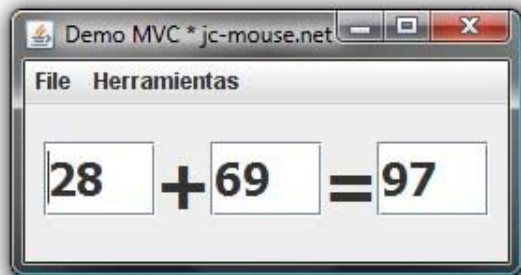 Demo MVC * jc-mouse.net
File Herramientas
28 + 69 = 97